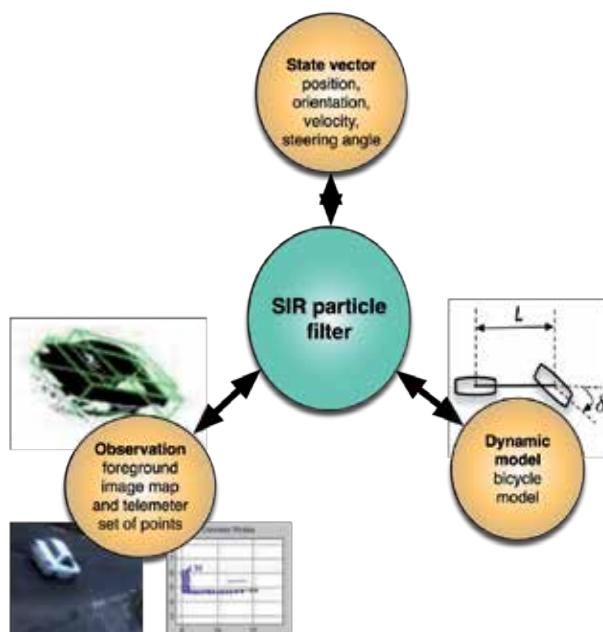 State vector
position,
orientation,
velocity,
steering angle
SIR particle
filter
L
δ
Observation
foreground
image map
and telemeter
set of points
Dynamic
model
bicycle
model